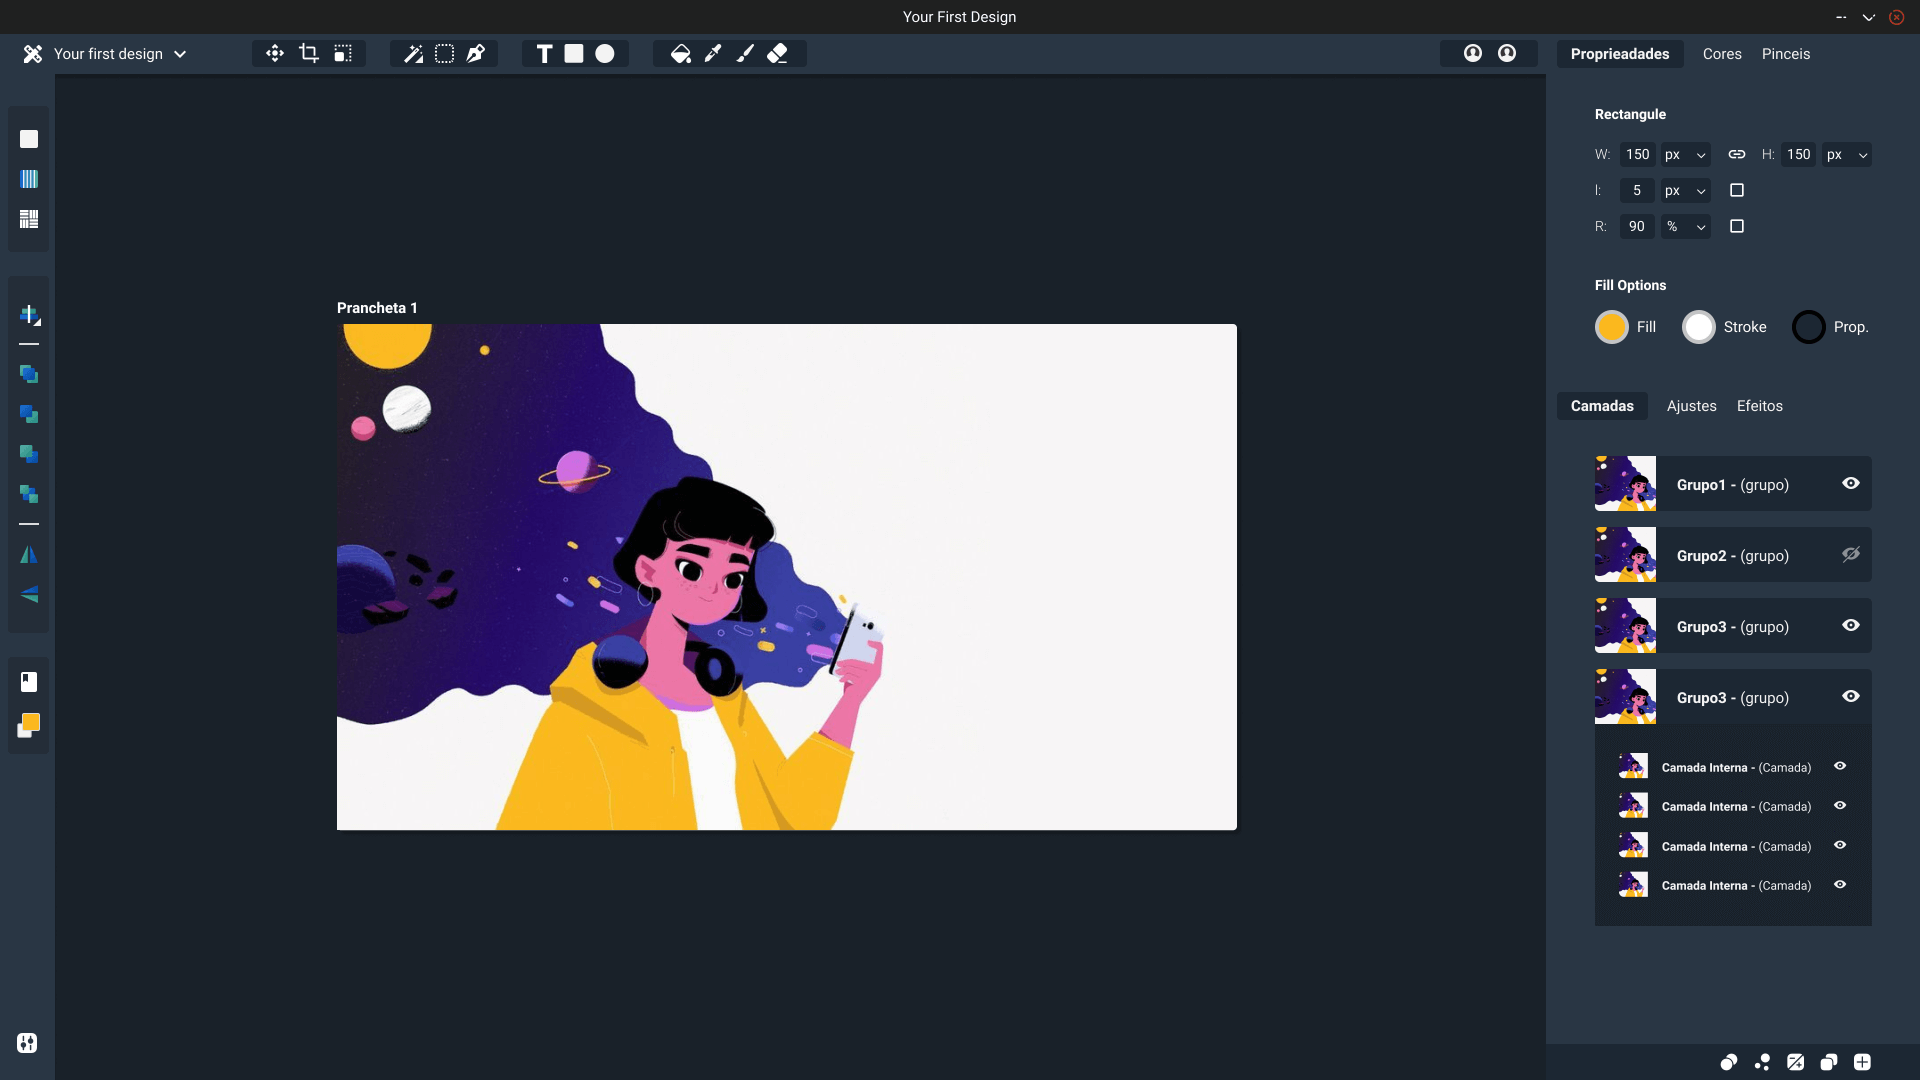 Your First Design
Your first design
Proprieadades Cores Pinceis
Rectangule
W: 150 px H: 150 px
I: 5 px
R: 90 %
Fill Options
Fill Stroke Prop.
Prancheta 1
Camadas Ajustes Efeitos
Grupo1 - (grupo)
Grupo2 - (grupo)
Grupo3 - (grupo)
Grupo3 - (grupo)
Camada Interna - (Camada)
Camada Interna - (Camada)
Camada Interna - (Camada)
Camada Interna - (Camada)